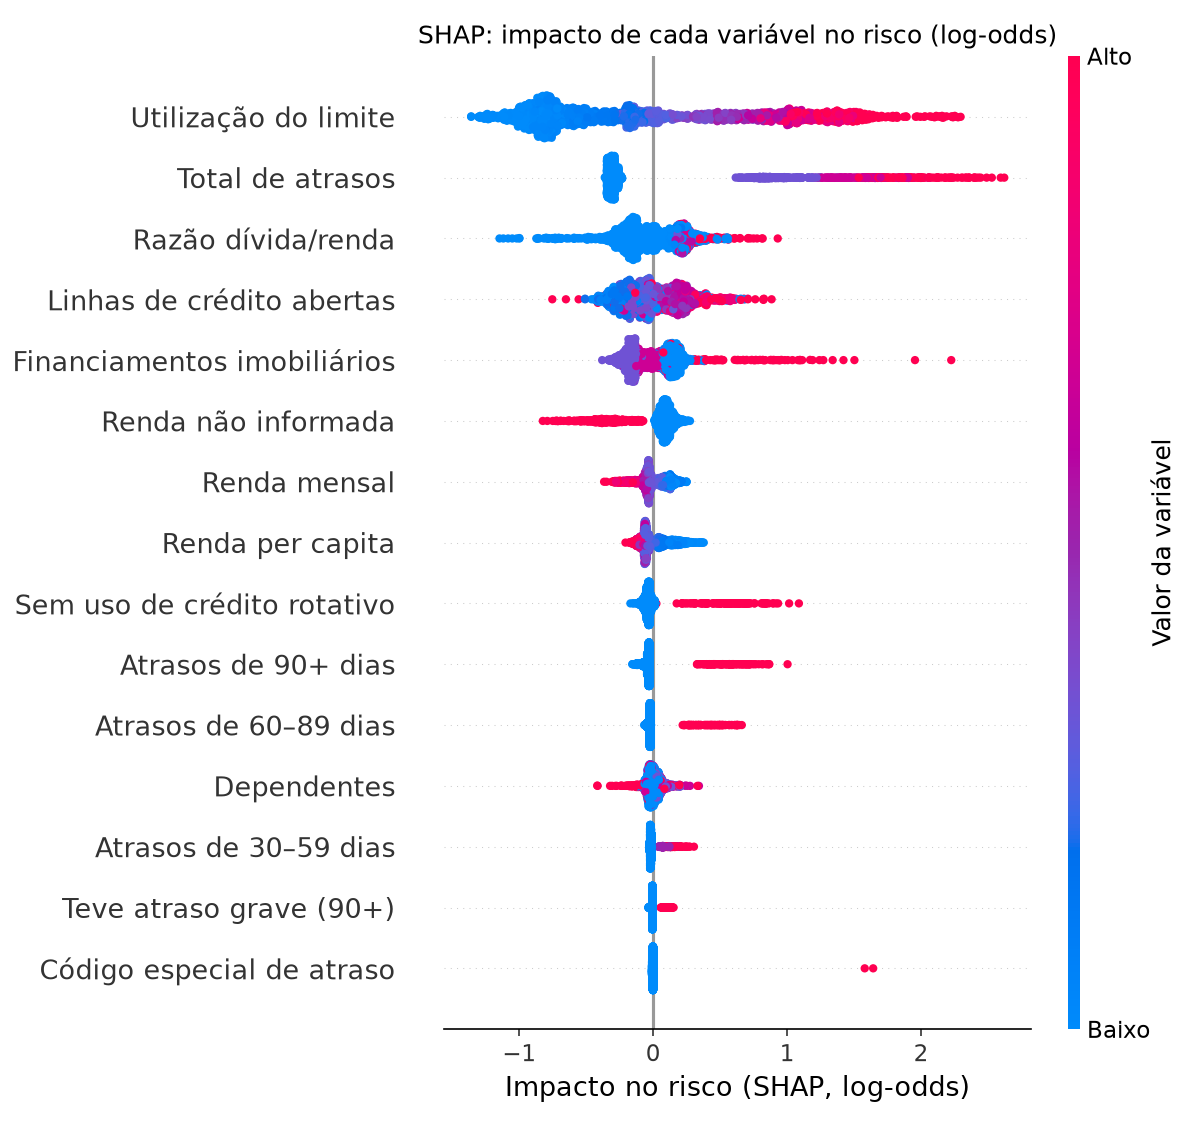 SHAP: impacto de cada variável no risco (log-odds)
Alto
Utilização do limite
Total de atrasos
Razão dívida/renda
Linhas de crédito abertas
Financiamentos imobiliários
Renda não informada
Renda mensal
Renda per capita
Sem uso de crédito rotativo
Atrasos de 90+ dias
Atrasos de 60–89 dias
Dependentes
Atrasos de 30–59 dias
Teve atraso grave (90+)
Código especial de atraso
Valor da variável
Baixo
−1 0 1 2
Impacto no risco (SHAP, log-odds)